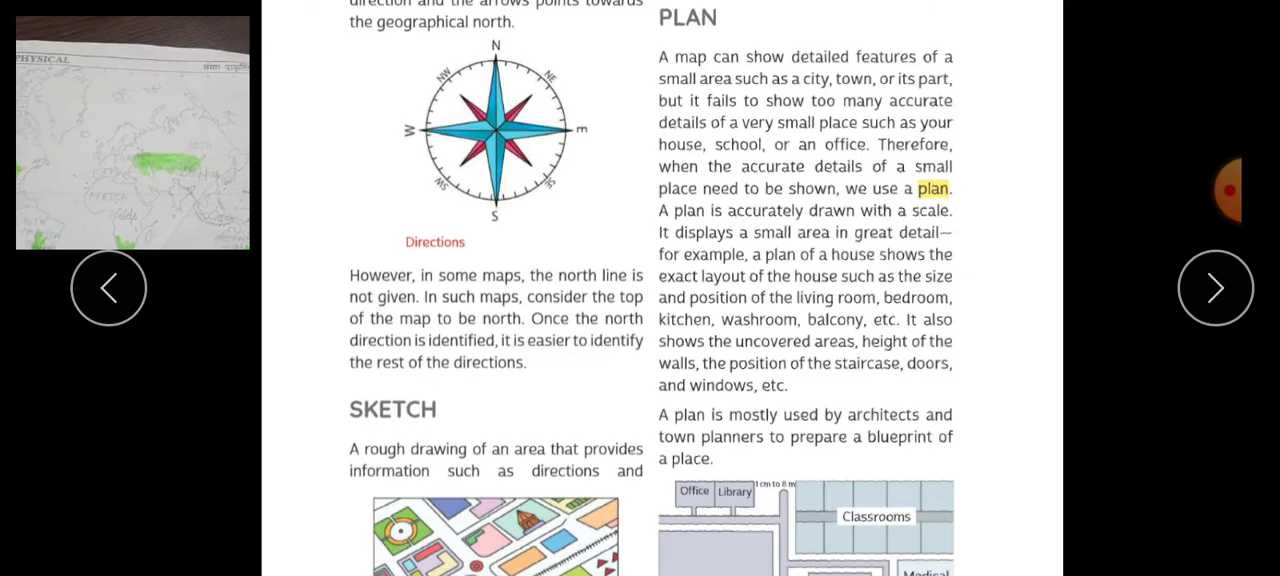 PHYSICAL
direction and the arrows points towards
the geographical north.
N
NW
NE
W
E
SW
SE
S
Directions
However, in some maps, the north line is
not given. In such maps, consider the top
of the map to be north. Once the north
direction is identified, it is easier to identify
the rest of the directions.
SKETCH
A rough drawing of an area that provides
information such as directions and
PLAN
A map can show detailed features of a
small area such as a city, town, or its part,
but it fails to show too many accurate
details of a very small place such as your
house, school, or an office. Therefore,
when the accurate details of a small
place need to be shown, we use a plan.
A plan is accurately drawn with a scale.
It displays a small area in great detail—
for example, a plan of a house shows the
exact layout of the house such as the size
and position of the living room, bedroom,
kitchen, washroom, balcony, etc. It also
shows the uncovered areas, height of the
walls, the position of the staircase, doors,
and windows, etc.
A plan is mostly used by architects and
town planners to prepare a blueprint of
a place.
Office Library
1 cm to 8 m
Classrooms
Medical